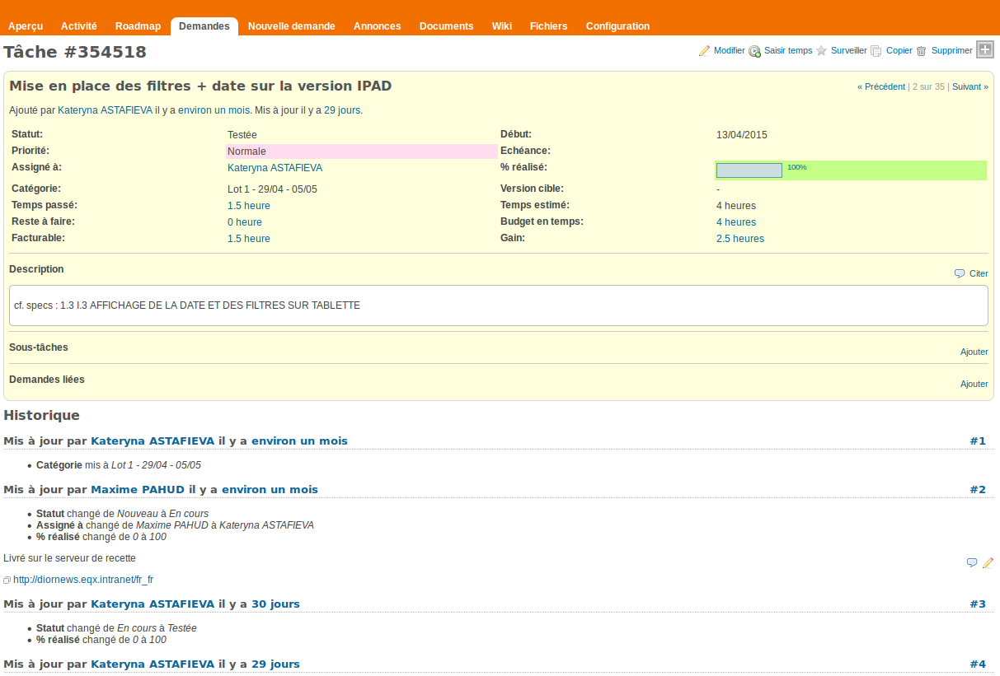 Aperçu Activité Roadmap Demandes Nouvelle demande Annonces Documents Wiki Fichiers Configuration
Tâche #354518
Modifier Saisir temps Surveiller Copier Supprimer
Mise en place des filtres + date sur la version IPAD
« Précédent | 2 sur 35 | Suivant »
Ajouté par Kateryna ASTAFIEVA il y a environ un mois. Mis à jour il y a 29 jours.
Statut: Testée Début: 13/04/2015
Priorité: Normale Echéance:
Assigné à: Kateryna ASTAFIEVA % réalisé: 100%
Catégorie: Lot 1 - 29/04 - 05/05 Version cible: -
Temps passé: 1.5 heure Temps estimé: 4 heures
Reste à faire: 0 heure Budget en temps: 4 heures
Facturable: 1.5 heure Gain: 2.5 heures
Description
Citer
cf. specs : 1.3 I.3 AFFICHAGE DE LA DATE ET DES FILTRES SUR TABLETTE
Sous-tâches
Ajouter
Demandes liées
Ajouter
Historique
Mis à jour par Kateryna ASTAFIEVA il y a environ un mois #1
• Catégorie mis à Lot 1 - 29/04 - 05/05
Mis à jour par Maxime PAHUD il y a environ un mois #2
• Statut changé de Nouveau à En cours
• Assigné à changé de Maxime PAHUD à Kateryna ASTAFIEVA
• % réalisé changé de 0 à 100
Livré sur le serveur de recette
http://diornews.eqx.intranet/fr_fr
Mis à jour par Kateryna ASTAFIEVA il y a 30 jours #3
• Statut changé de En cours à Testée
• % réalisé changé de 0 à 100
Mis à jour par Kateryna ASTAFIEVA il y a 29 jours #4